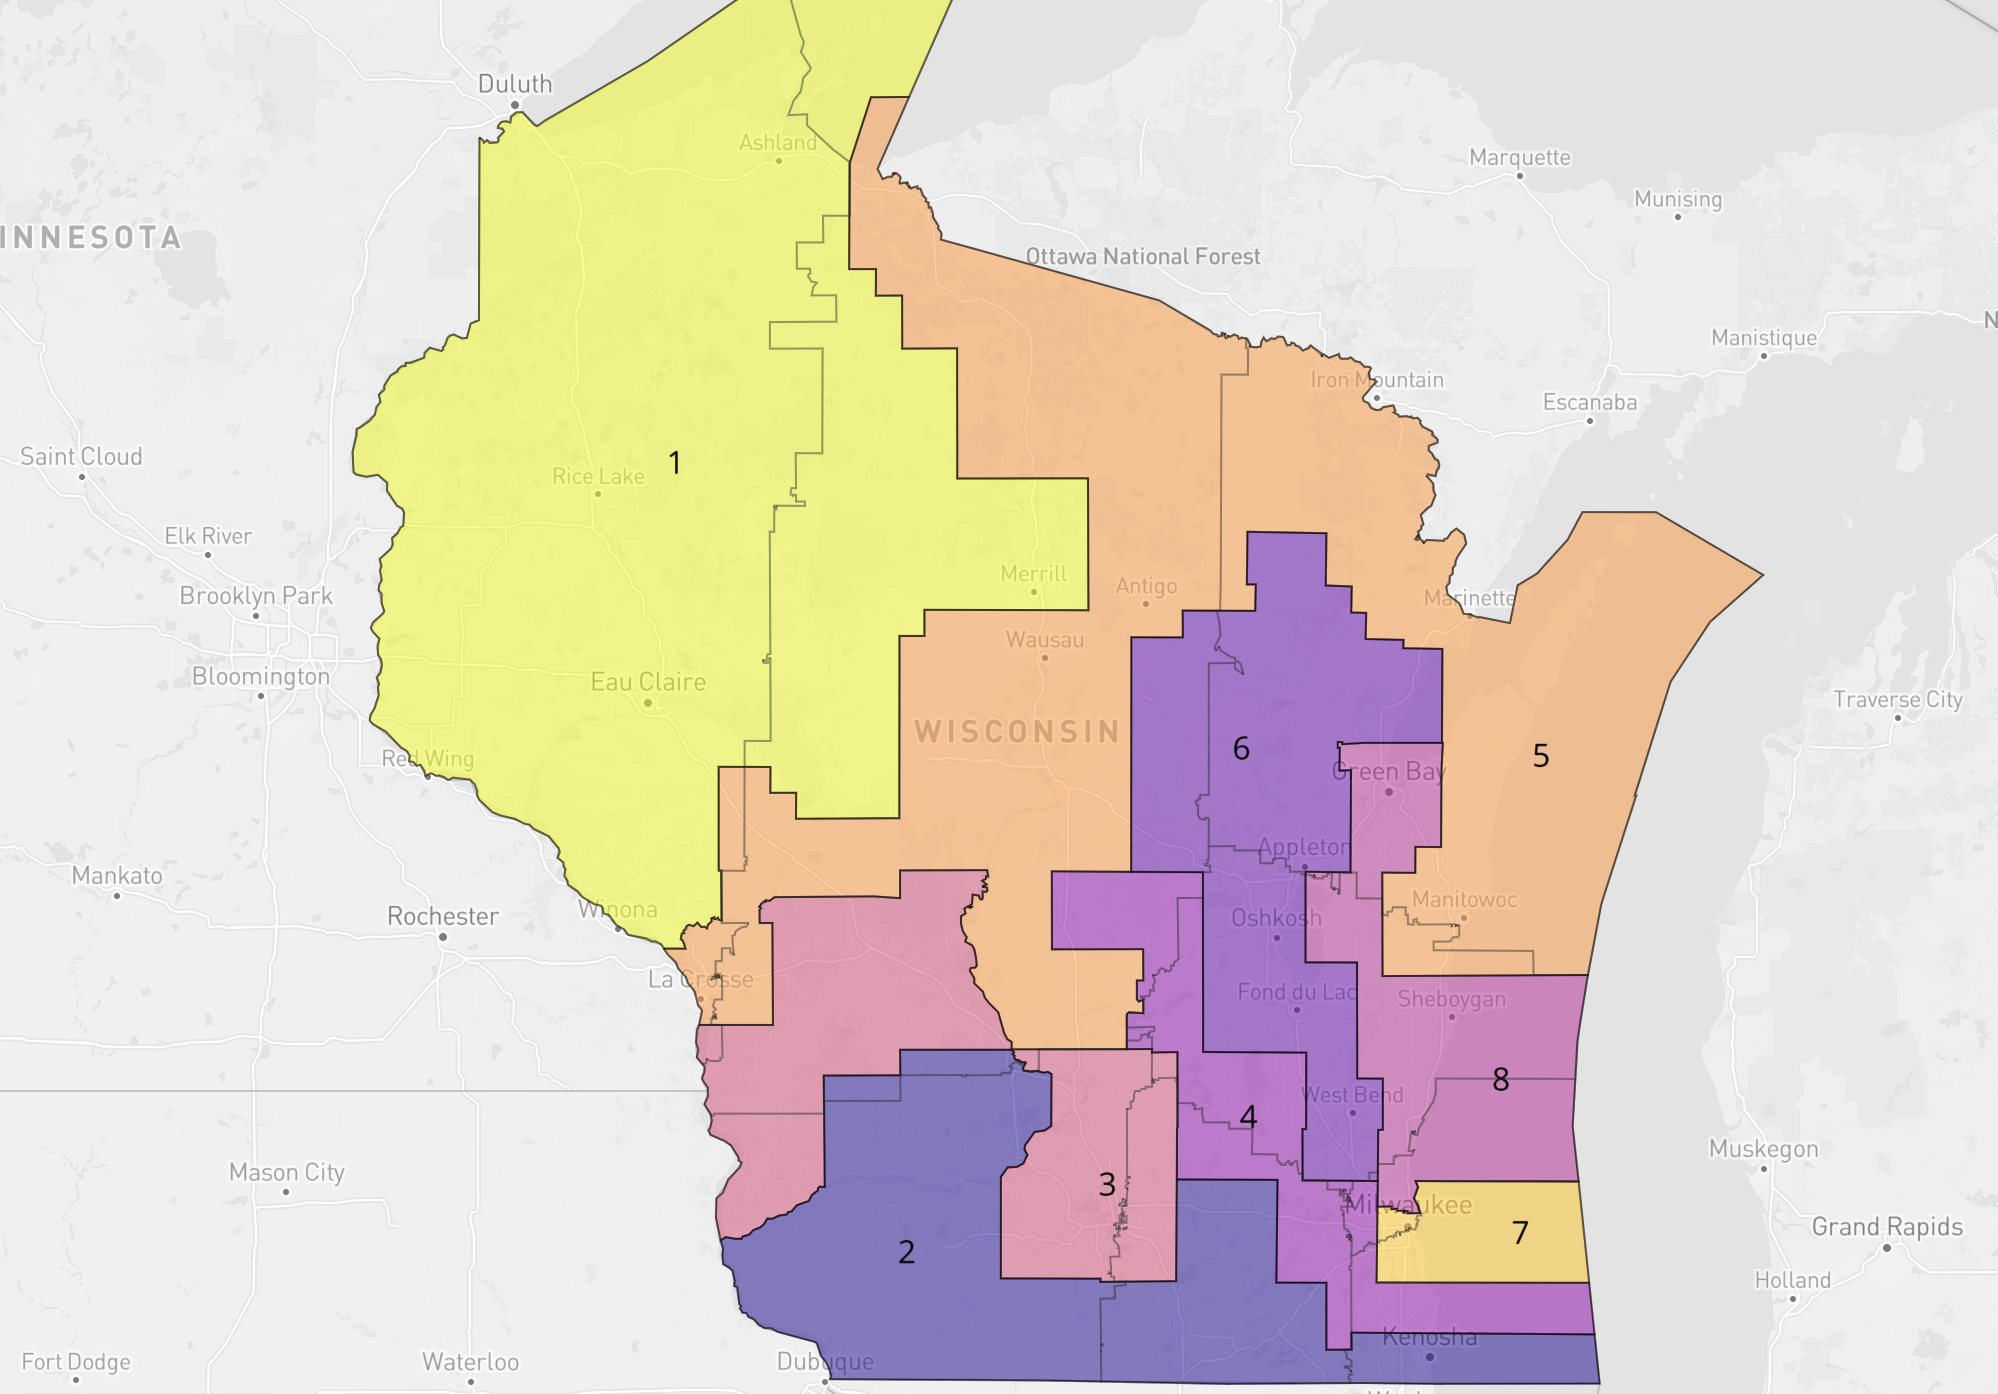 Duluth
Ashland
Marquette
Munising
INNESOTA
Ottawa National Forest
N
Manistique
Iron Mountain
Escanaba
Saint Cloud
1
Rice Lake
Elk River
Merrill
Antigo
Brooklyn Park
Marinette
Wausau
Bloomington
Eau Claire
Traverse City
WISCONSIN
6
5
Red Wing
Green Bay
Appleton
Mankato
Manitowoc
Rochester
Winona
Oshkosh
La Crosse
Fond du Lac
Sheboygan
8
West Bend
4
Muskegon
Mason City
3
Milwaukee
Grand Rapids
7
2
Holland
Kenosha
Fort Dodge
Waterloo
Dubuque